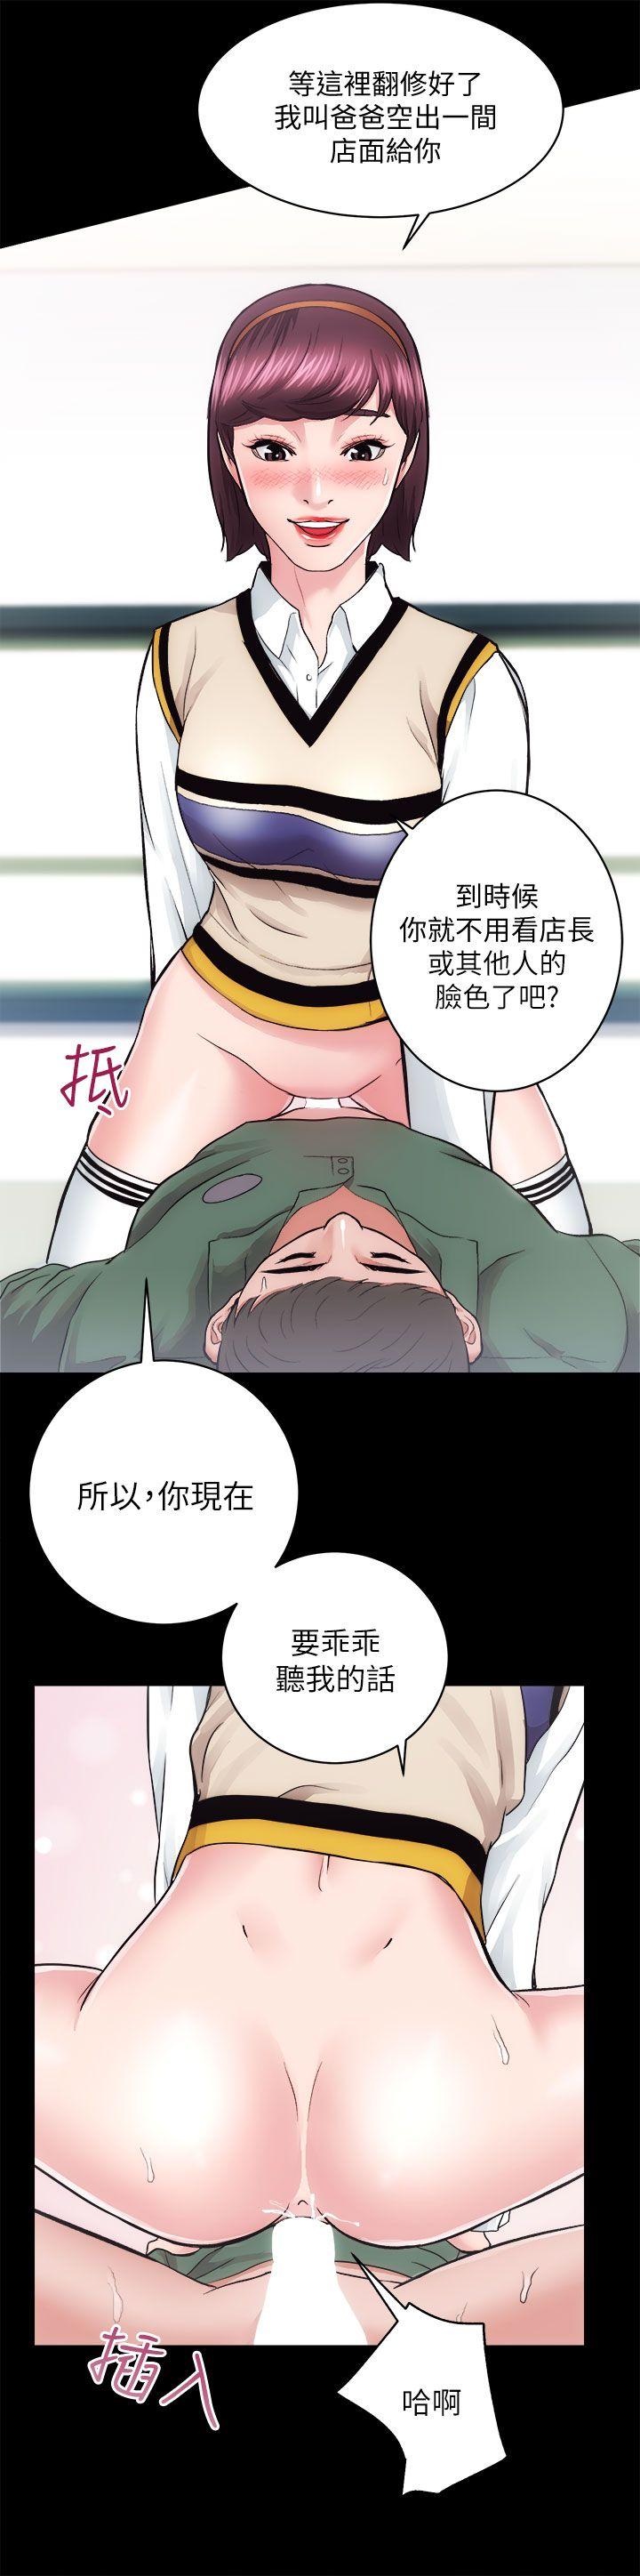 等這裡翻修好了
我叫爸爸空出一間
店面給你
到時候
你就不用看店長
或其他人的
臉色了吧?
抵
所以,你現在
要乖乖
聽我的話
插入
哈啊